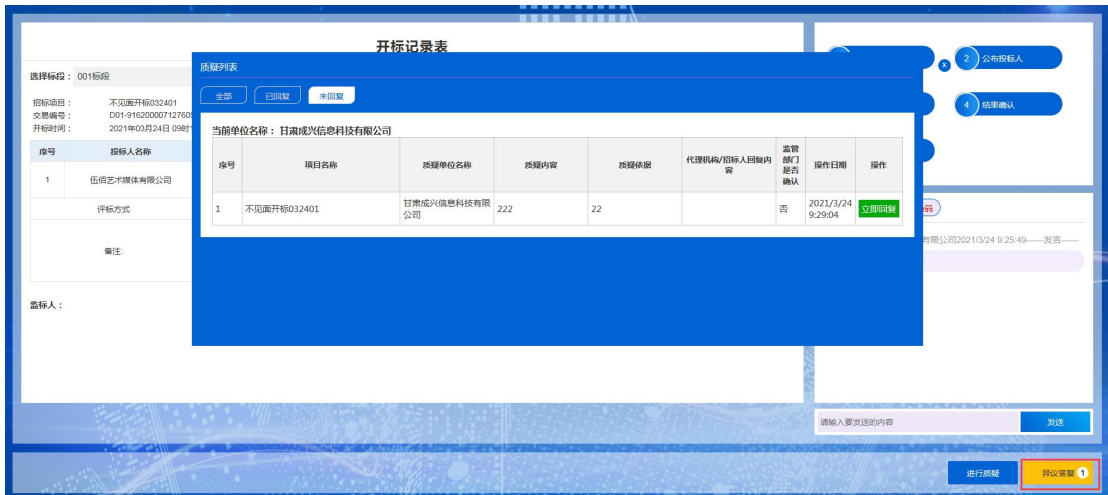 开标记录表
选择标段： 001标段
招标项目： 不见面开标032401
交易编号： D01-916200007127605
开标时间： 2021年03月24日 09时1
序号 投标人名称
1 伍佰艺术媒体有限公司
评标方式
备注:
监标人：
质疑列表
X
全部 已回复 未回复
当前单位名称： 甘肃成兴信息科技有限公司
序号 项目名称 质疑单位名称 质疑内容 质疑依据 代理机构/招标人回复内容 监管部门是否确认 操作日期 操作
1 不见面开标032401 甘肃成兴信息科技有限公司 222 22 否 2021/3/24 9:29:04 立即回复
2 公布投标人
4 结果确认
码
有限公司2021/3/24 9:25:49——发言——
请输入要发送的内容 发送
进行质疑 异议答复 1